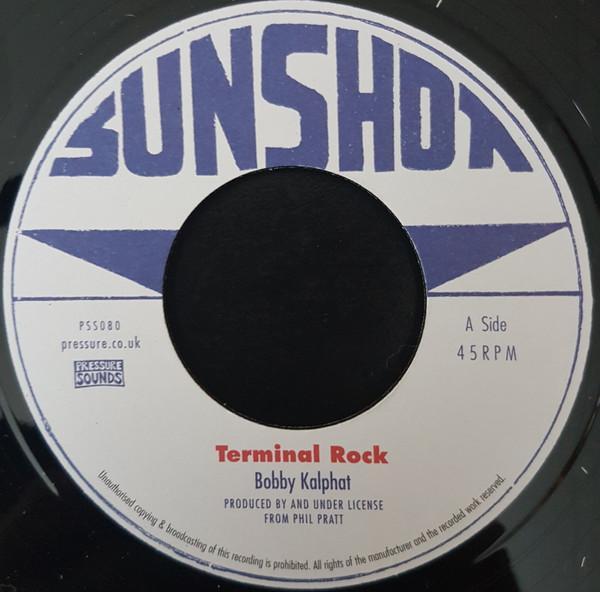 SUNSHOT
PSS080
pressure.co.uk
PRESSURE
SOUNDS
A Side
45RPM
Terminal Rock
Bobby Kalphat
PRODUCED BY AND UNDER LICENSE
FROM PHIL PRATT
Unauthorised copying & broadcasting of this recording is prohibited. All rights of the manufacturer and the recorded work reserved.